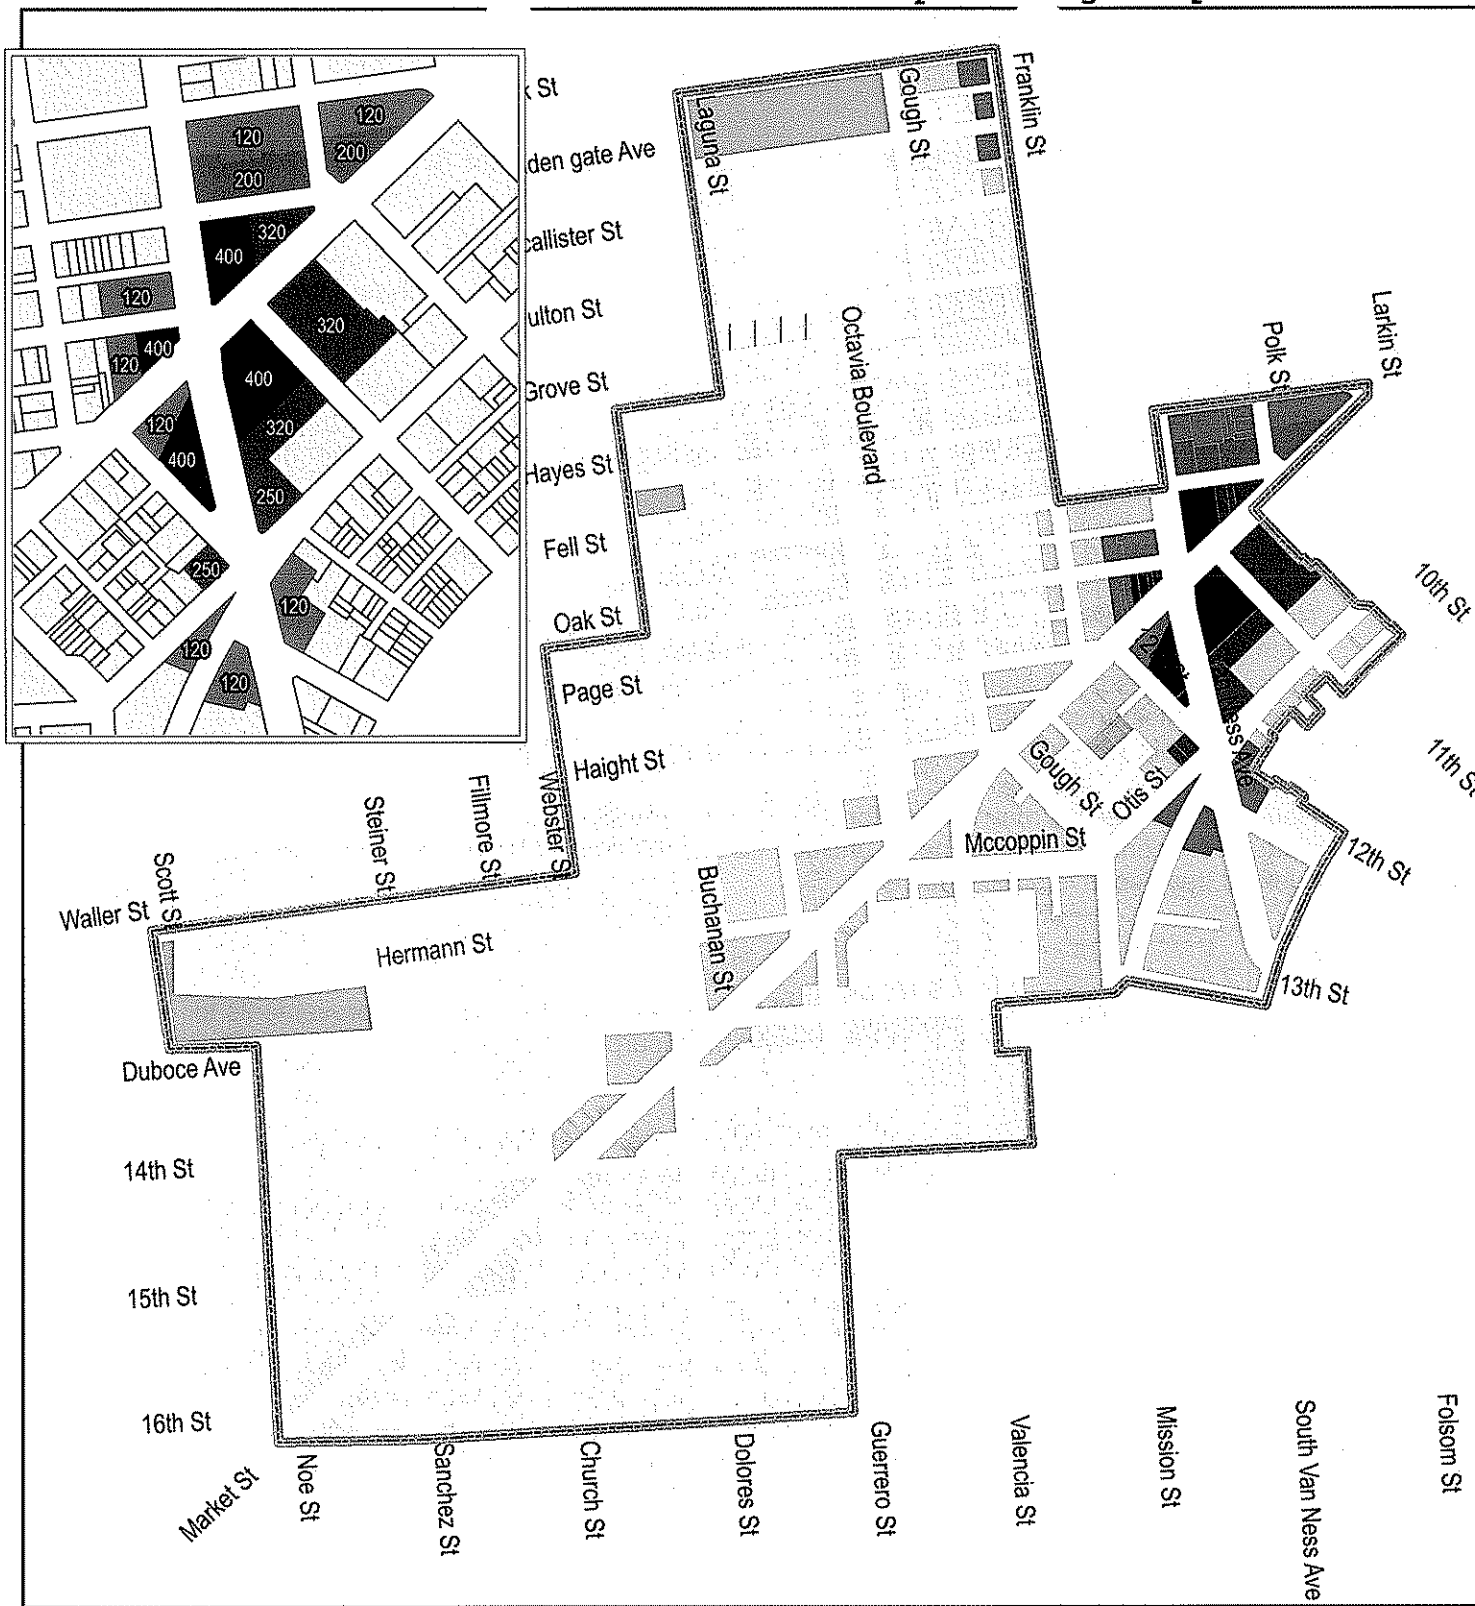 120
120
200
200
320
400
120
320
400
120
400
120
320
400
250
250
120
120
120
k St
den gate Ave
callister St
ulton St
Grove St
Hayes St
Fell St
Oak St
Page St
Haight St
Laguna St
Gough St
Franklin St
Octavia Boulevard
Polk St
Larkin St
10th St
11th St
12th St
13th St
ess Ave
Gough St
Otis St
Mccoppin St
Webster St
Fillmore St
Steiner St
Scott S
Waller St
Hermann St
Buchanan St
Duboce Ave
14th St
15th St
16th St
Market St
Noe St
Sanchez St
Church St
Dolores St
Guerrero St
Valencia St
Mission St
South Van Ness Ave
Folsom St